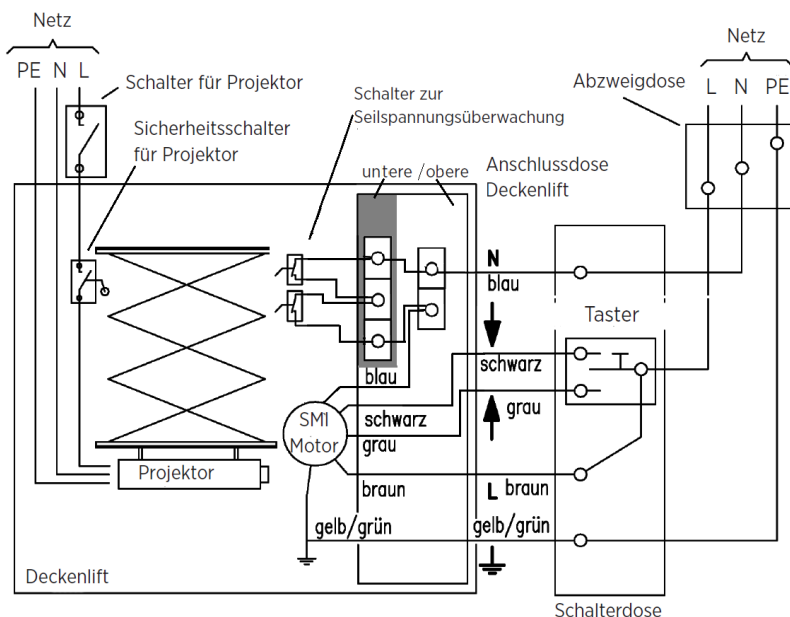 Netz
PE N L
Schalter für Projektor
Sicherheitsschalter
für Projektor
Schalter zur
Seilspannungsüberwachung
untere / obere
Anschlussdose
Deckenlift
Netz
Abzweigdose
L N PE
N
blau
Taster
schwarz
grau
blau
schwarz
grau
SM1
Motor
braun
L braun
gelb/grün
gelb/grün
Projektor
Deckenlift
Schalterdose